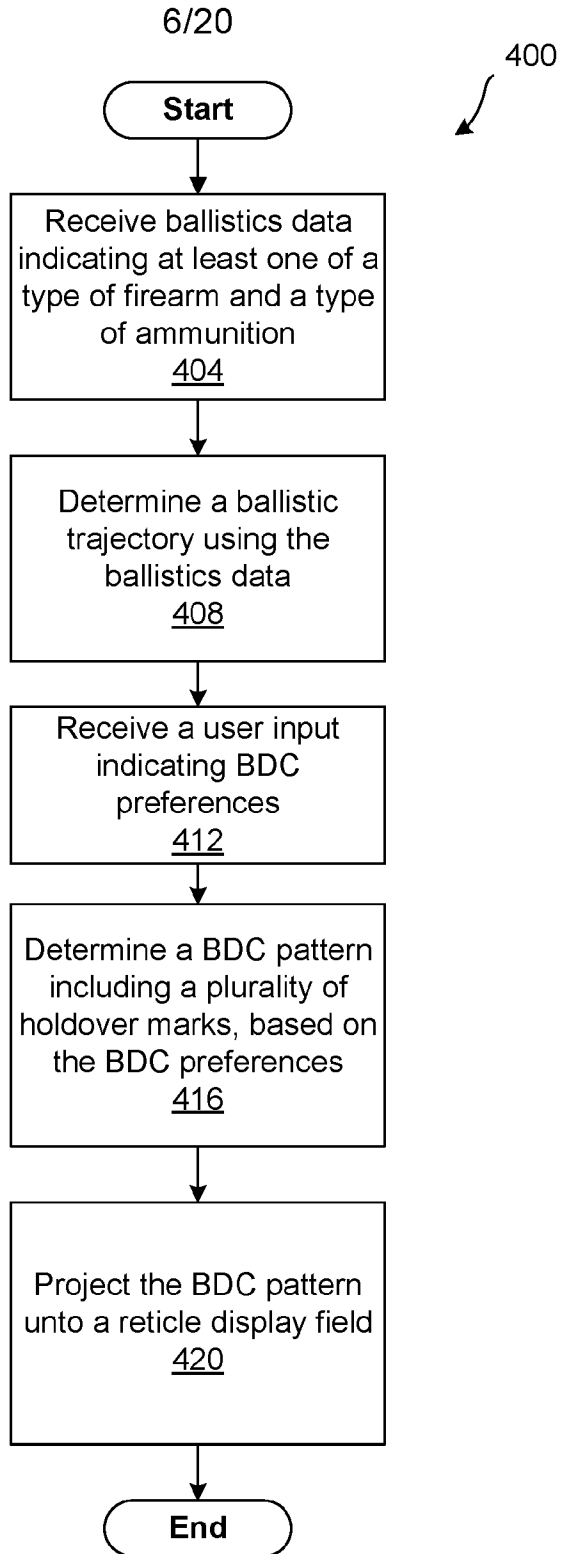 6/20
400
Start
Receive ballistics data
indicating at least one of a
type of firearm and a type
of ammunition
404
Determine a ballistic
trajectory using the
ballistics data
408
Receive a user input
indicating BDC
preferences
412
Determine a BDC pattern
including a plurality of
holdover marks, based on
the BDC preferences
416
Project the BDC pattern
unto a reticle display field
420
End